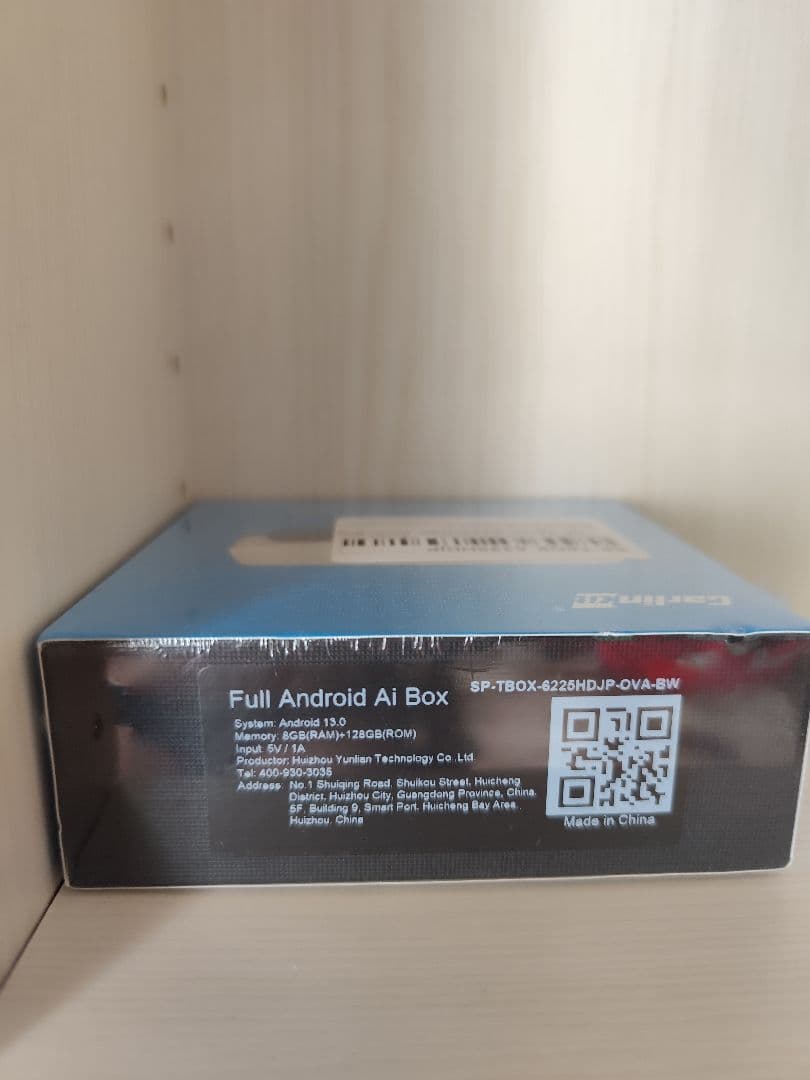 Carlinkit
Full Android Ai Box
SP-TBOX-6225HDJP-OVA-BW
System: Android 13.0
Memory: 8GB(RAM)+128GB(ROM)
Input: 5V / 1A
Productor: Huizhou Yunlian Technology Co.,Ltd
Tel: 400-930-3035
Address: No.1 Shuiqing Road, Shuikou Street, Huicheng
District, Huizhou City, Guangdong Province, China.
5F, Building 9, Smart Port, Huicheng Bay Area,
Huizhou, China
Made in China